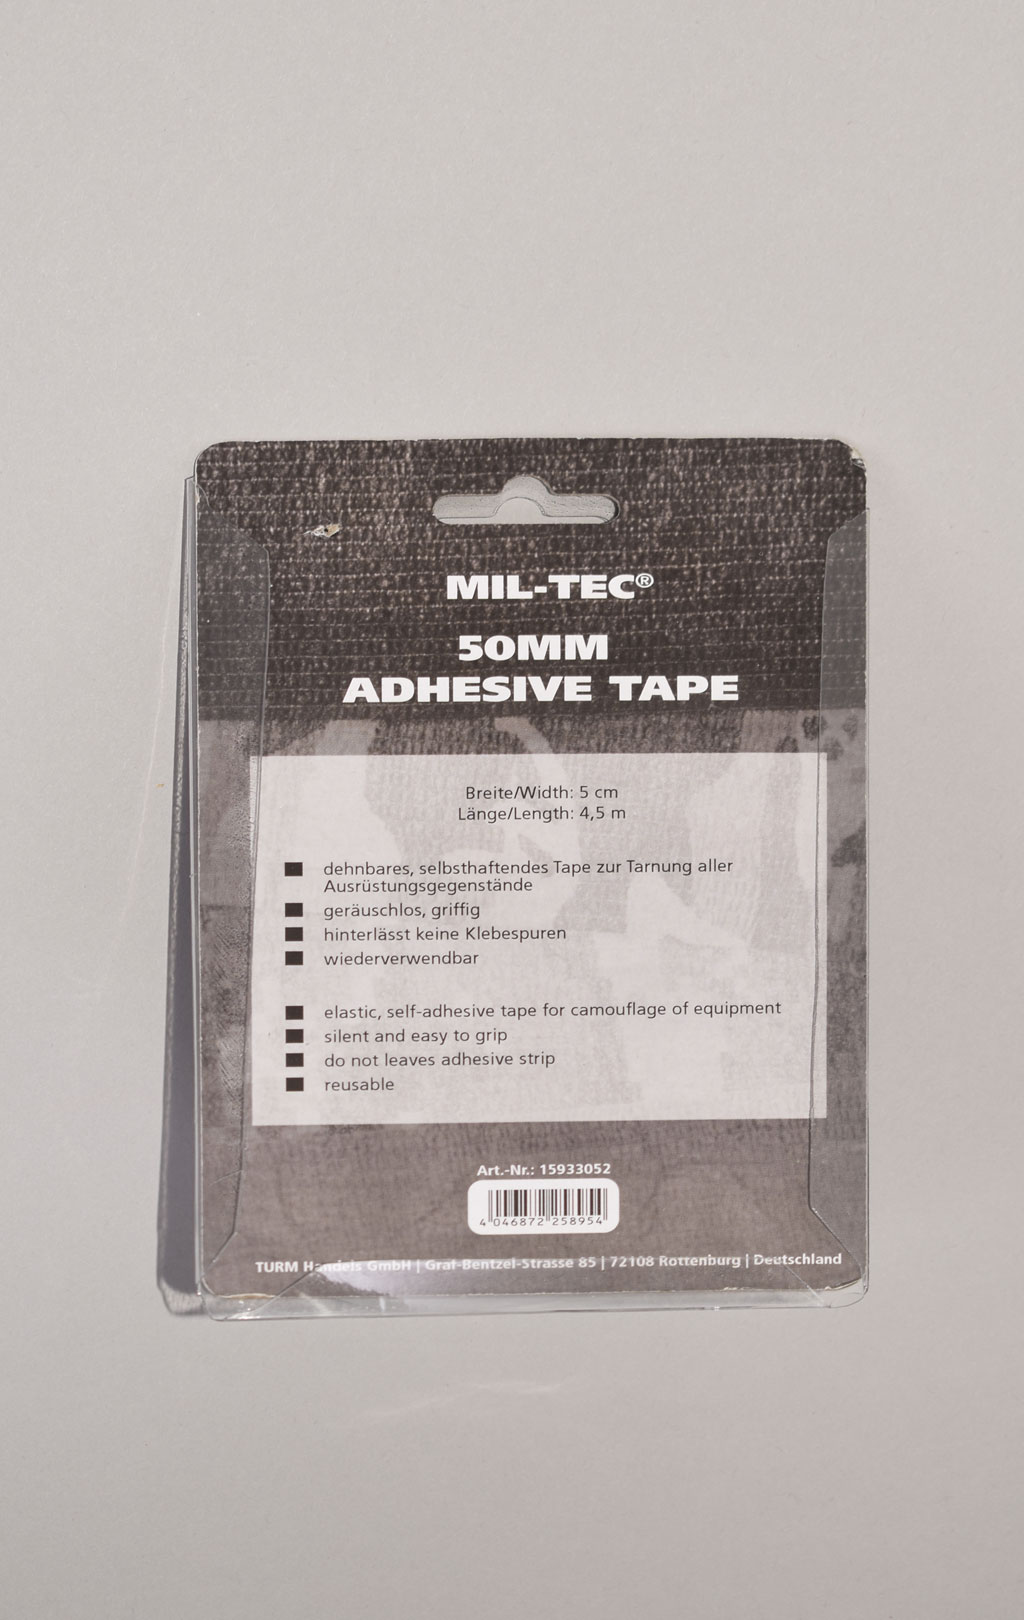 MIL-TEC®
50MM
ADHESIVE TAPE
Breite/Width: 5 cm
Länge/Length: 4,5 m
dehnbares, selbsthaftendes Tape zur Tarnung aller
Ausrüstungsgegenstände
geräuschlos, griffig
hinterlässt keine Klebespuren
wiederverwendbar
elastic, self-adhesive tape for camouflage of equipment
silent and easy to grip
do not leaves adhesive strip
reusable
Art.-Nr.: 15933052
4 046872 258954
TURM Handels GmbH | Graf-Bentzel-Strasse 85 | 72108 Rottenburg | Deutschland